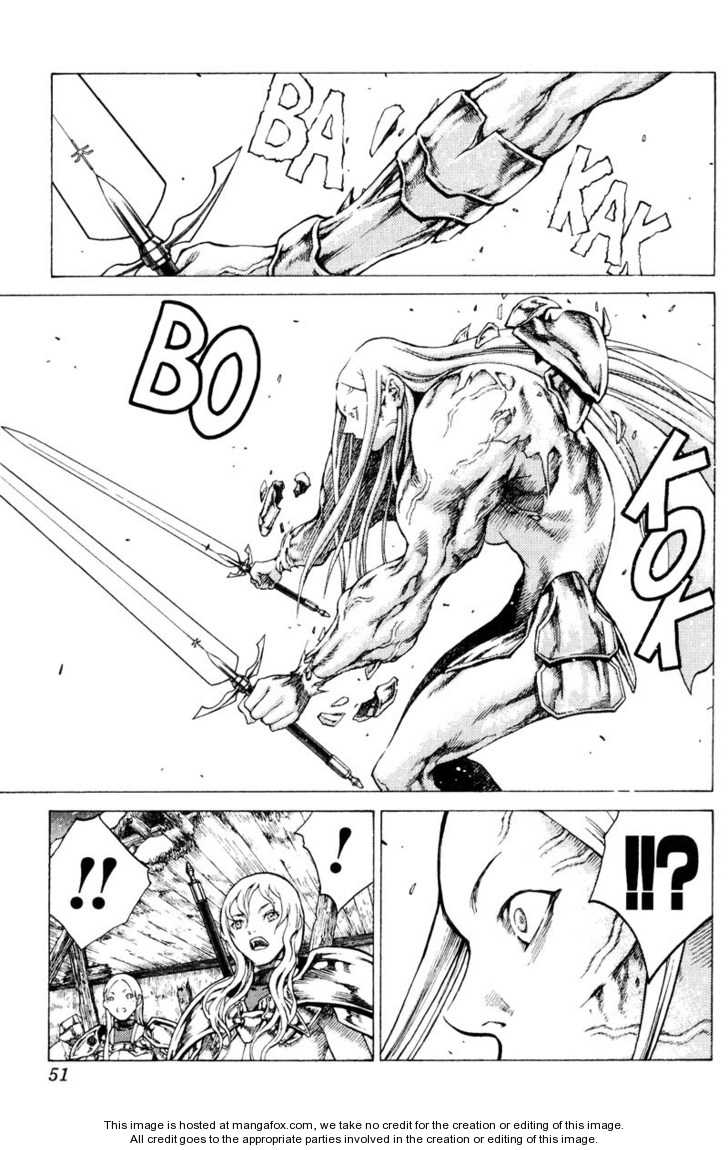 BA
KAK
BO
KOK
!!?
!
!!
51
This image is hosted at mangafox.com, we take no credit for the creation or editing of this image.
All credit goes to the appropriate parties involved in the creation or editing of this image.